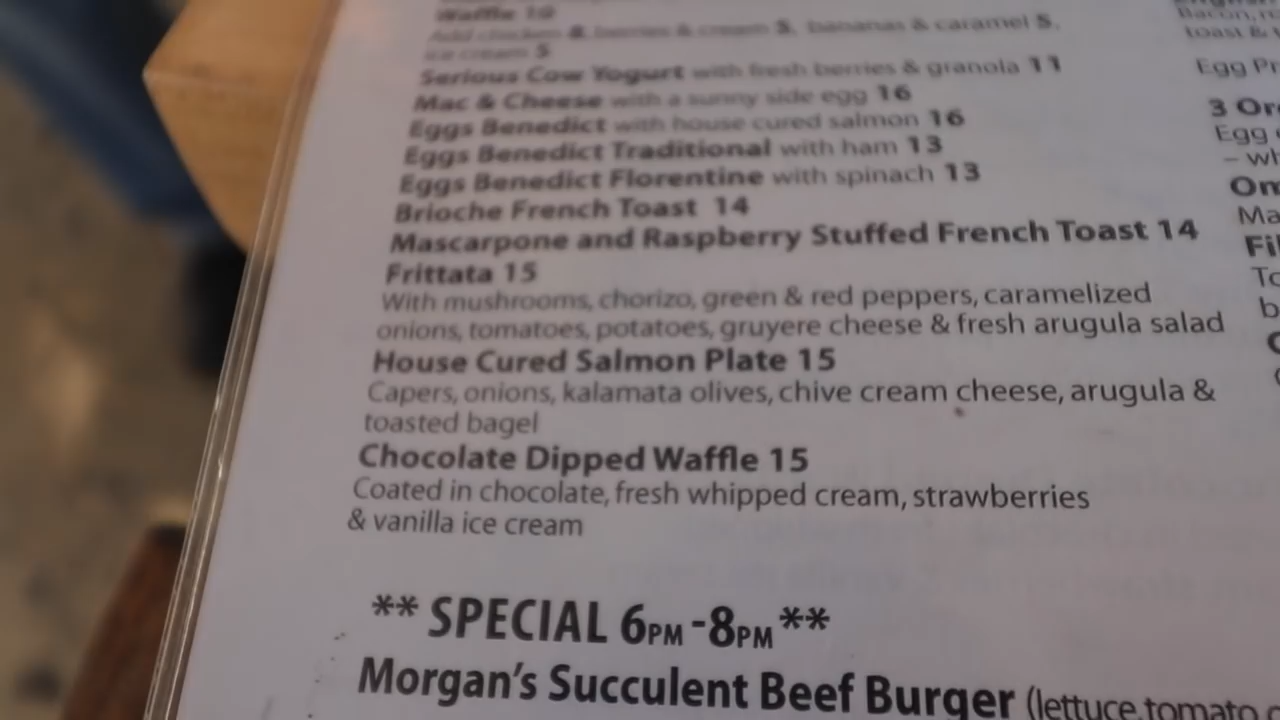 Waffle 10
Add chicken 8, berries & cream 5, bananas & caramel 5,
ice cream 5
Serious Cow Yogurt with fresh berries & granola 11
Mac & Cheese with a sunny side egg 16
Eggs Benedict with house cured salmon 16
Eggs Benedict Traditional with ham 13
Eggs Benedict Florentine with spinach 13
Brioche French Toast 14
Mascarpone and Raspberry Stuffed French Toast 14
Frittata 15
With mushrooms, chorizo, green & red peppers, caramelized
onions, tomatoes, potatoes, gruyere cheese & fresh arugula salad
House Cured Salmon Plate 15
Capers, onions, kalamata olives, chive cream cheese, arugula &
toasted bagel
Chocolate Dipped Waffle 15
Coated in chocolate, fresh whipped cream, strawberries
& vanilla ice cream
** SPECIAL 6PM-8PM **
Morgan's Succulent Beef Burger (lettuce, tomato,
Bacon,
toast &
Egg
3
Egg
–